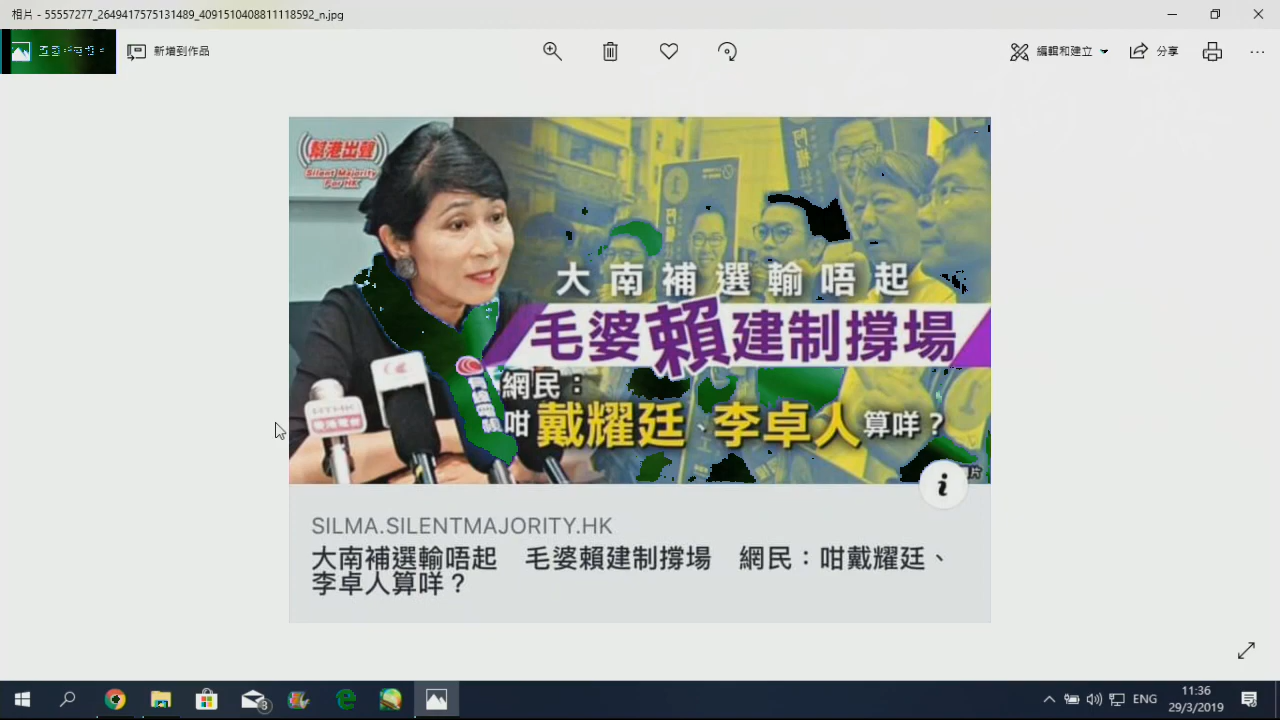 相片 - 55557277_2649417575131489_4091510408811118592_n.jpg
新增到作品
編輯和建立
分享
幫港出聲
Silent Majority
For HK
大南補選輸唔起
毛婆賴建制撐場
網民：
咁戴耀廷、李卓人算咩？
SILMA.SILENTMAJORITY.HK
大南補選輸唔起 毛婆賴建制撐場 網民：咁戴耀廷、
李卓人算咩？
ENG
11:36
29/3/2019